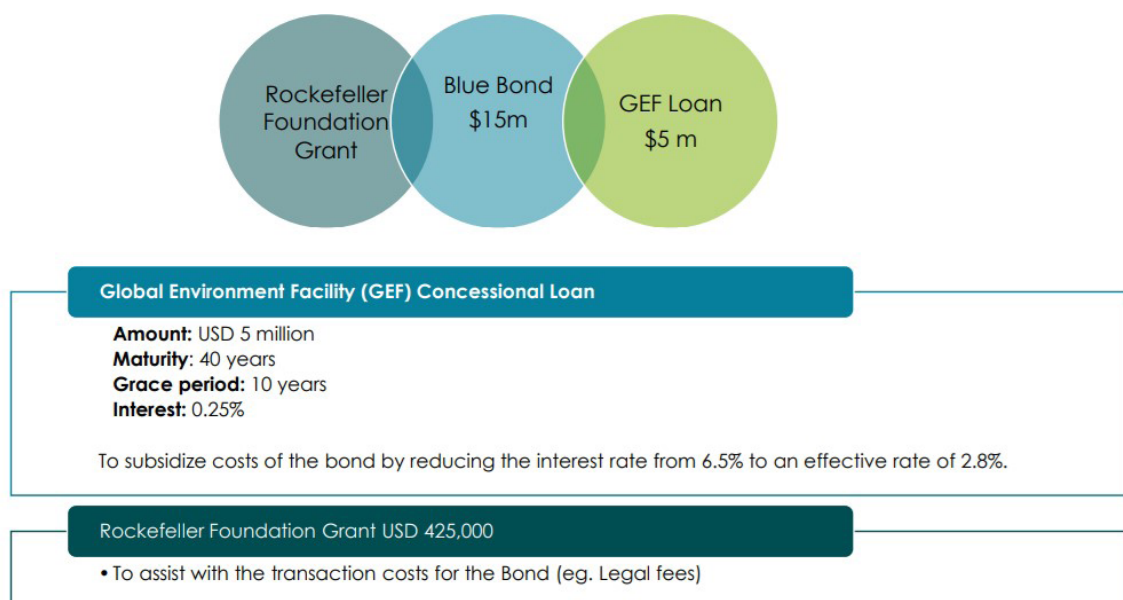 Rockefeller
Foundation
Grant
Blue Bond
$15m
GEF Loan
$5 m
Global Environment Facility (GEF) Concessional Loan
Amount: USD 5 million
Maturity: 40 years
Grace period: 10 years
Interest: 0.25%
To subsidize costs of the bond by reducing the interest rate from 6.5% to an effective rate of 2.8%.
Rockefeller Foundation Grant USD 425,000
• To assist with the transaction costs for the Bond (eg. Legal fees)